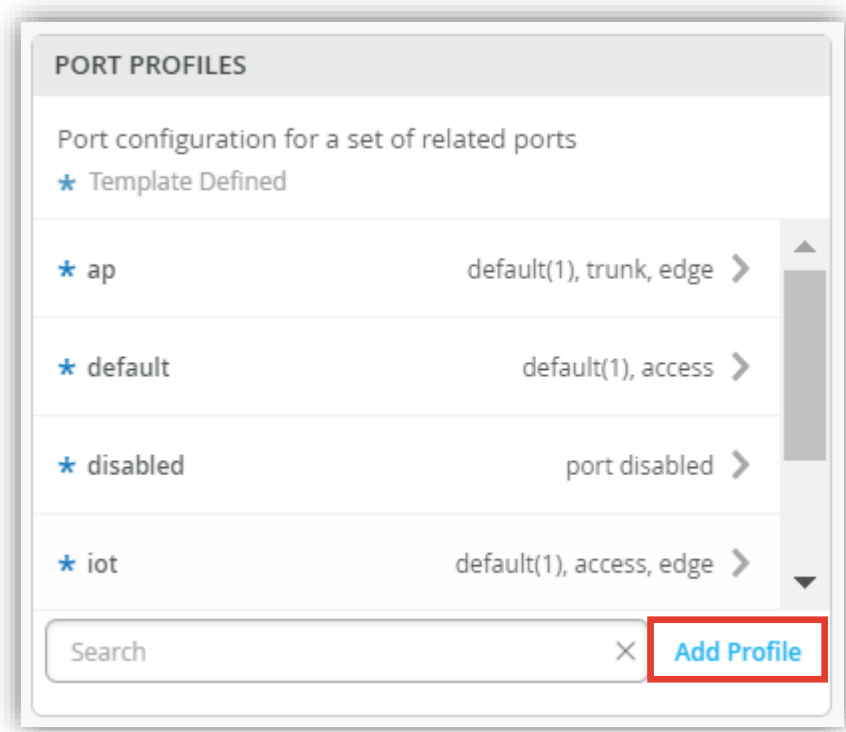 PORT PROFILES
Port configuration for a set of related ports
* Template Defined
* ap default(1), trunk, edge
* default default(1), access
* disabled port disabled
* iot default(1), access, edge
Search Add Profile